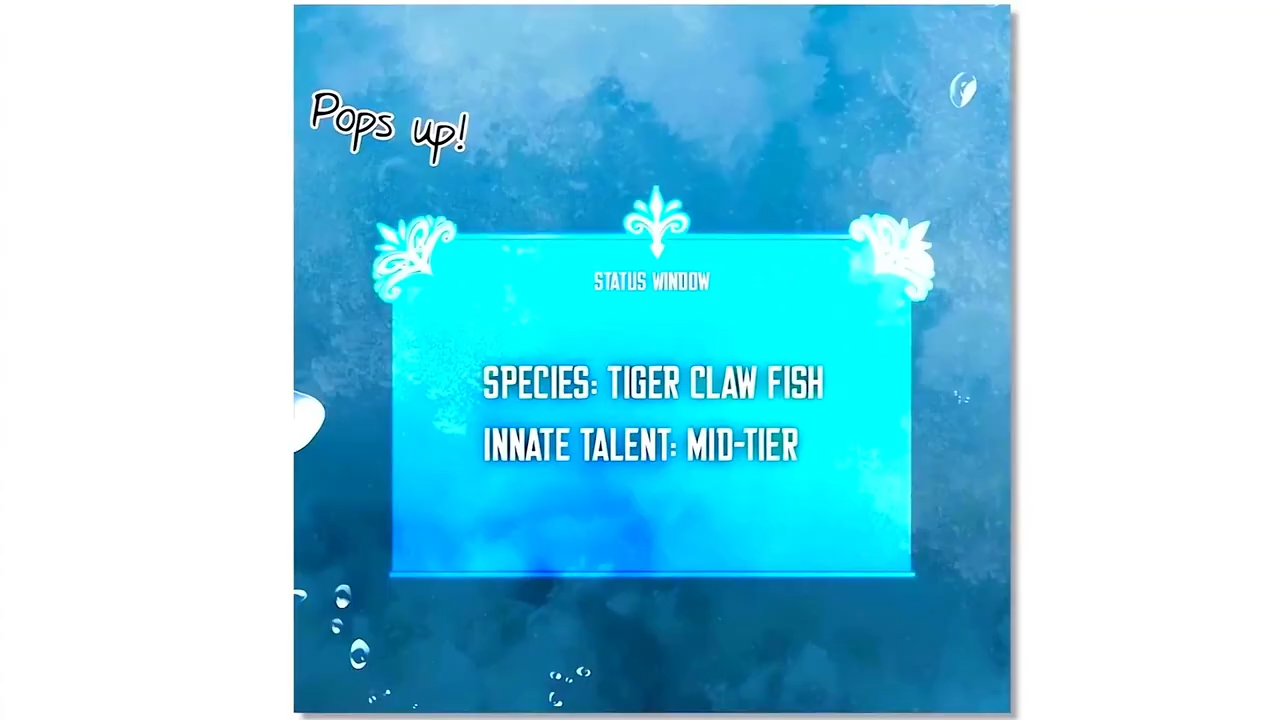 Pops up!
STATUS WINDOW
SPECIES: TIGER CLAW FISH
INNATE TALENT: MID-TIER